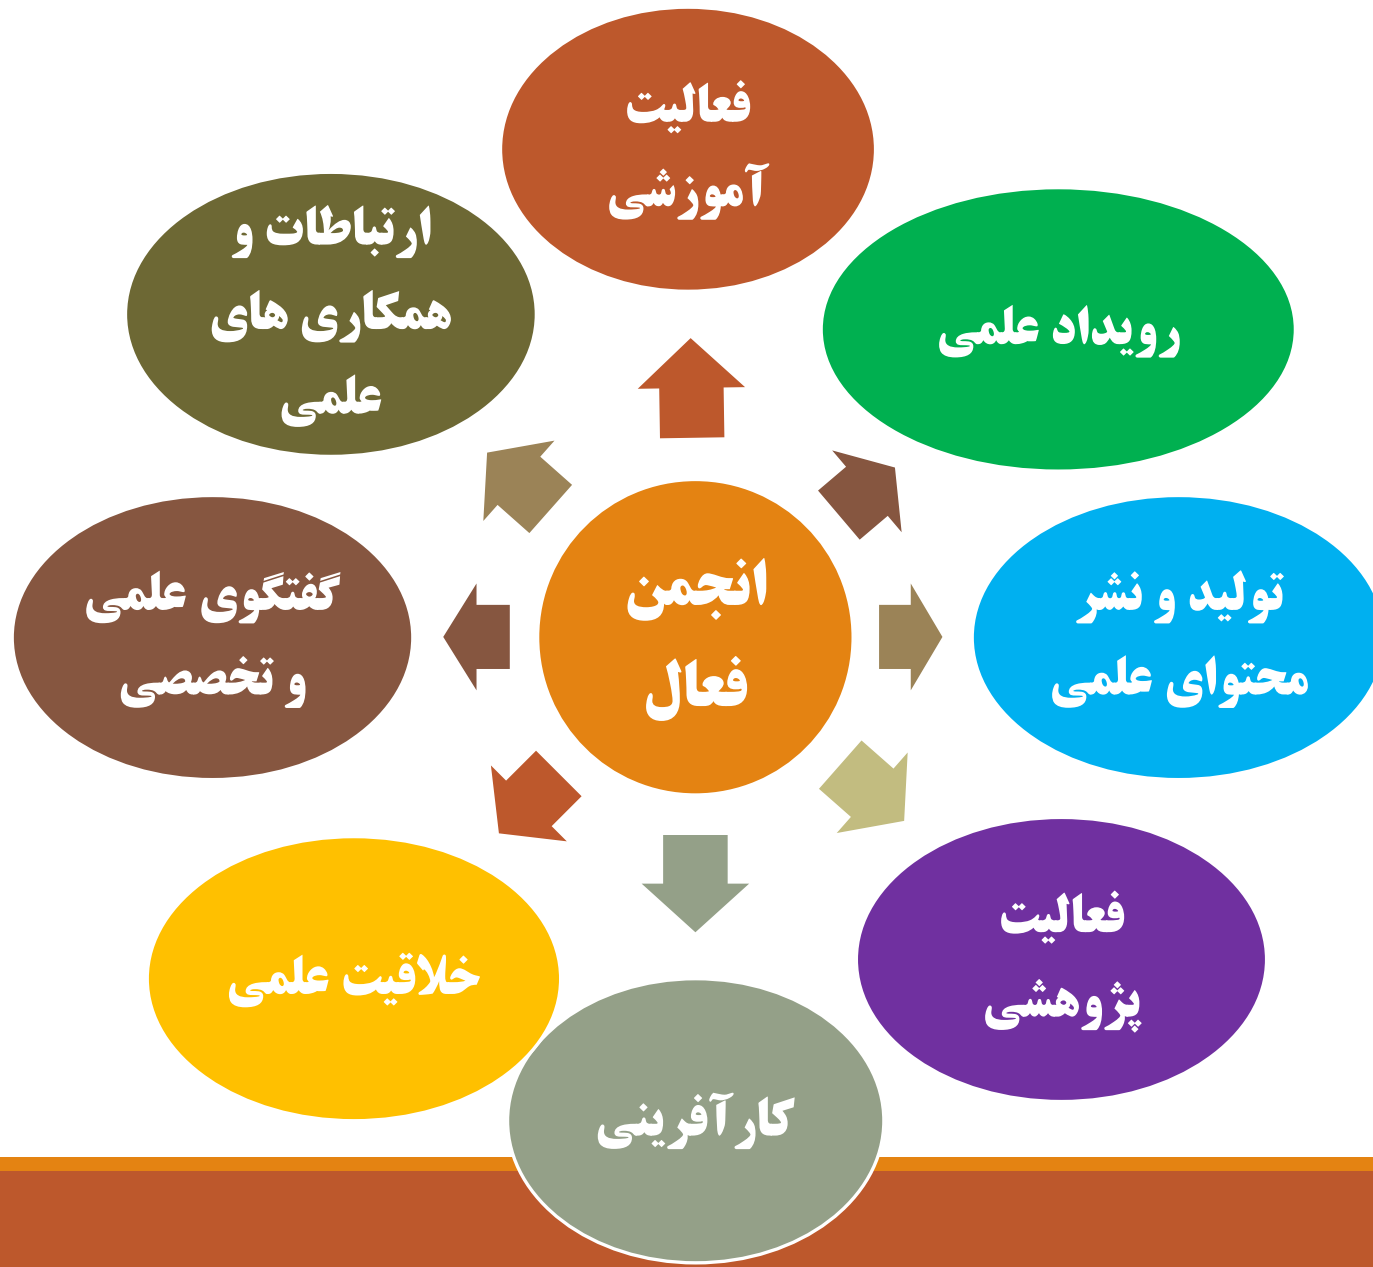 فعالیت
آموزشی
رویداد علمی
تولید و نشر
محتوای علمی
فعالیت
پژوهشی
کارآفرینی
خلاقیت علمی
گفتگوی علمی
و تخصصی
ارتباطات و
همکاری های
علمی
انجمن
فعال